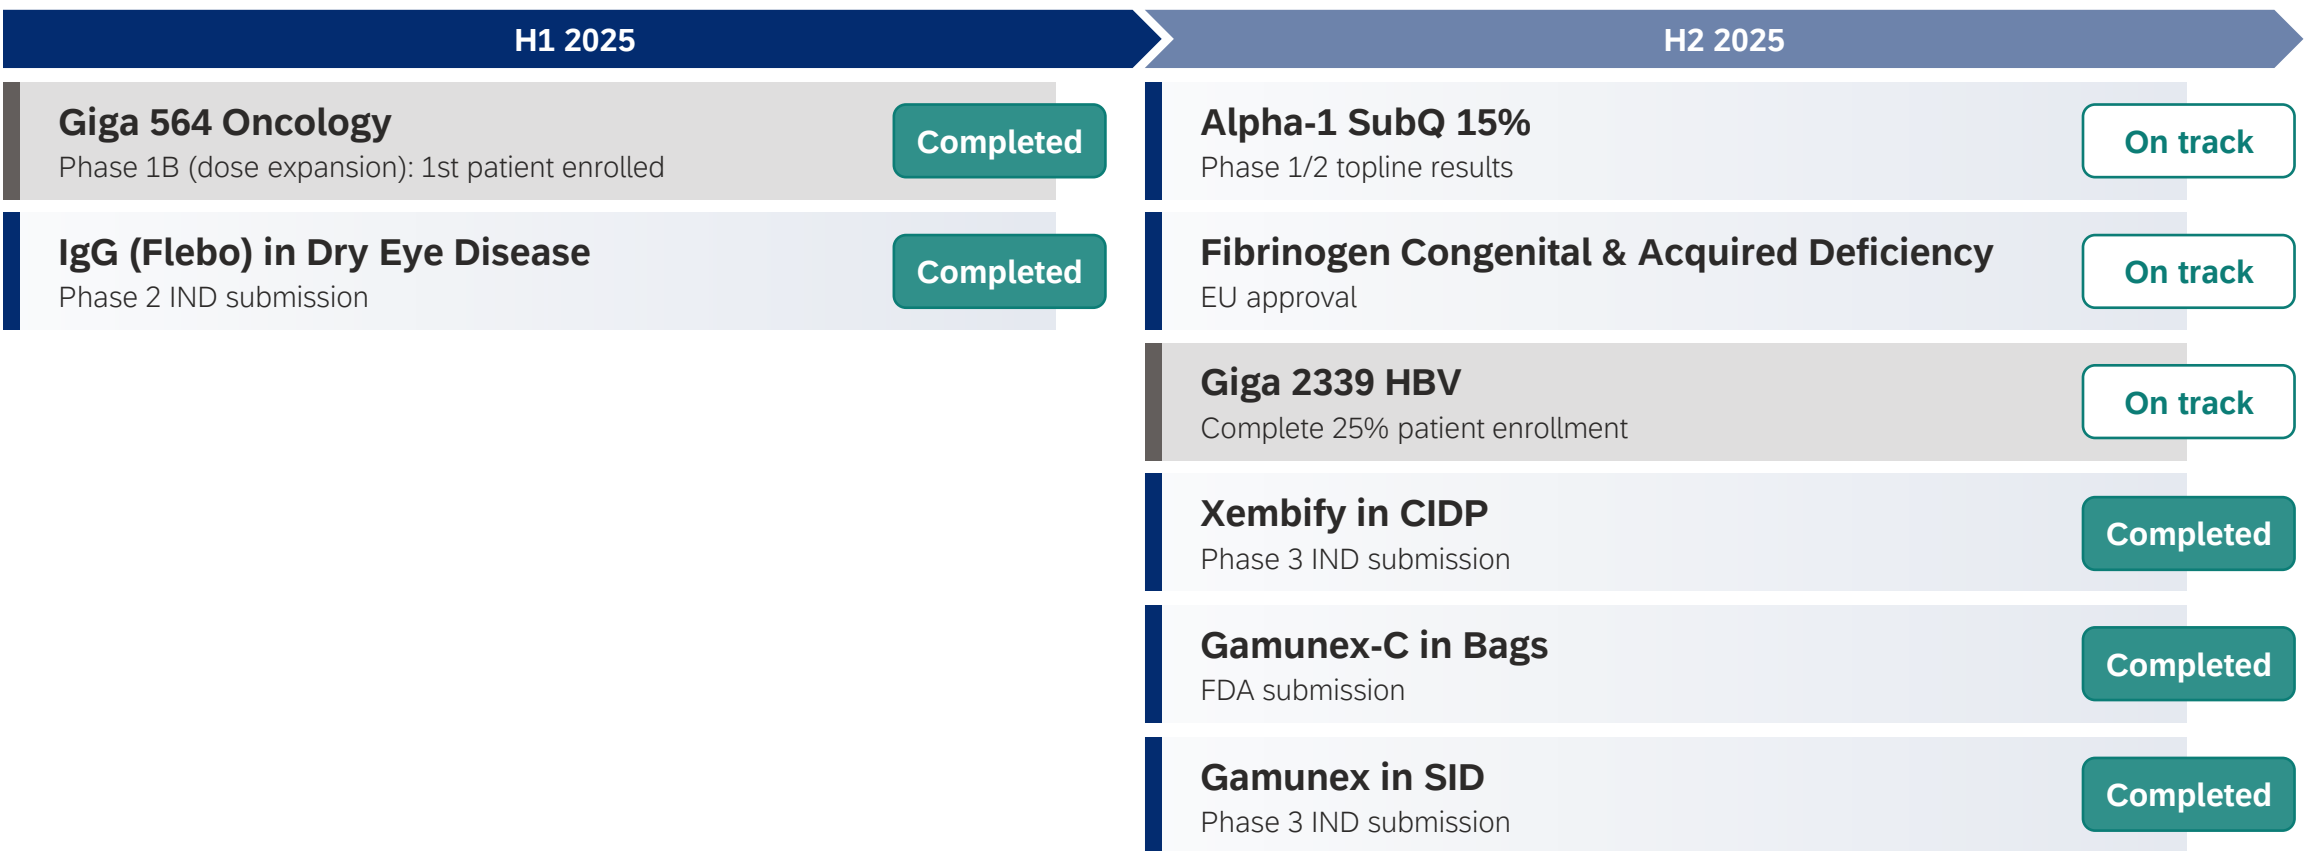 H1 2025
Giga 564 Oncology
Phase 1B (dose expansion): 1st patient enrolled
Completed
IgG (Flebo) in Dry Eye Disease
Phase 2 IND submission
Completed
H2 2025
Alpha-1 SubQ 15%
Phase 1/2 topline results
On track
Fibrinogen Congenital & Acquired Deficiency
EU approval
On track
Giga 2339 HBV
Complete 25% patient enrollment
On track
Xembify in CIDP
Phase 3 IND submission
Completed
Gamunex-C in Bags
FDA submission
Completed
Gamunex in SID
Phase 3 IND submission
Completed